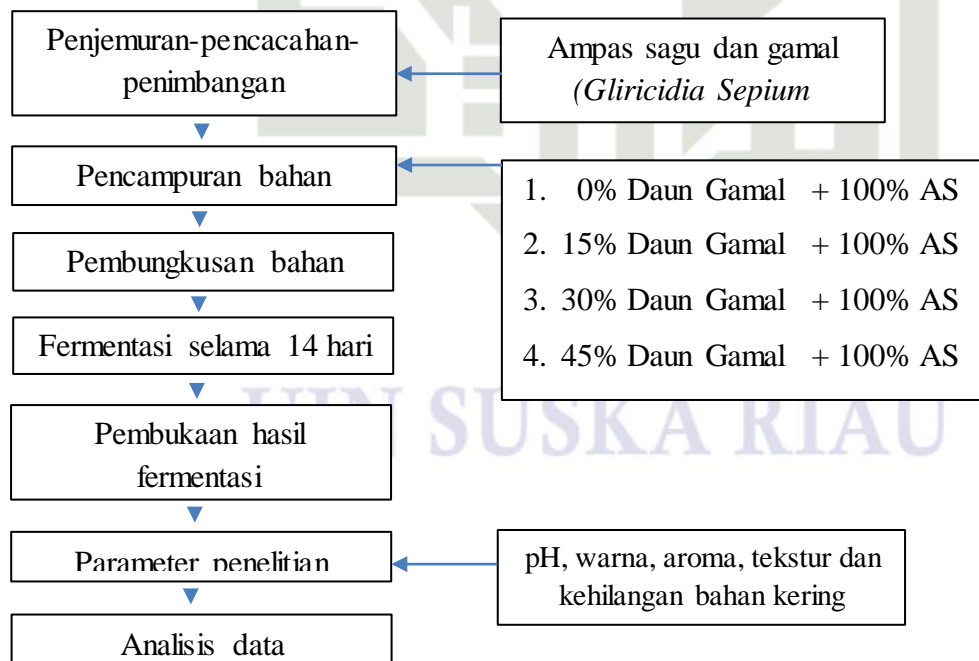 Penjemuran-pencacahan-
penimbangan
Ampas sagu dan gamal
(Gliricidia Sepium
Pencampuran bahan
1. 0% Daun Gamal + 100% AS
2. 15% Daun Gamal + 100% AS
3. 30% Daun Gamal + 100% AS
4. 45% Daun Gamal + 100% AS
Pembungkusan bahan
Fermentasi selama 14 hari
Pembukaan hasil
fermentasi
UIN SUSKA RIAU
Parameter penelitian
pH, warna, aroma, tekstur dan
kehilangan bahan kering
Analisis data